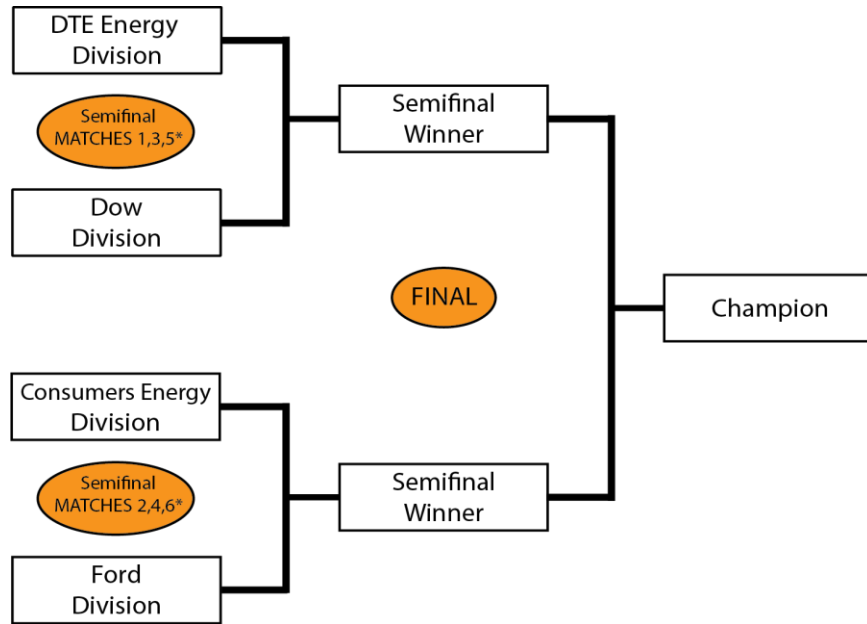 DTE Energy
Division
Semifinal
MATCHES 1,3,5*
Dow
Division
Semifinal
Winner
FINAL
Champion
Consumers Energy
Division
Semifinal
MATCHES 2,4,6*
Ford
Division
Semifinal
Winner